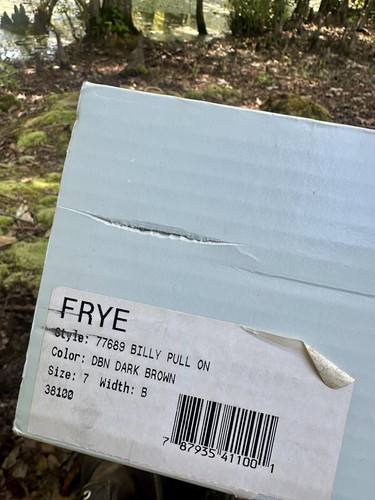 FRYE
Style: 77689 BILLY PULL ON
Color: DBN DARK BROWN
Size: 7 Width: B
38100
7 87935 41100 1